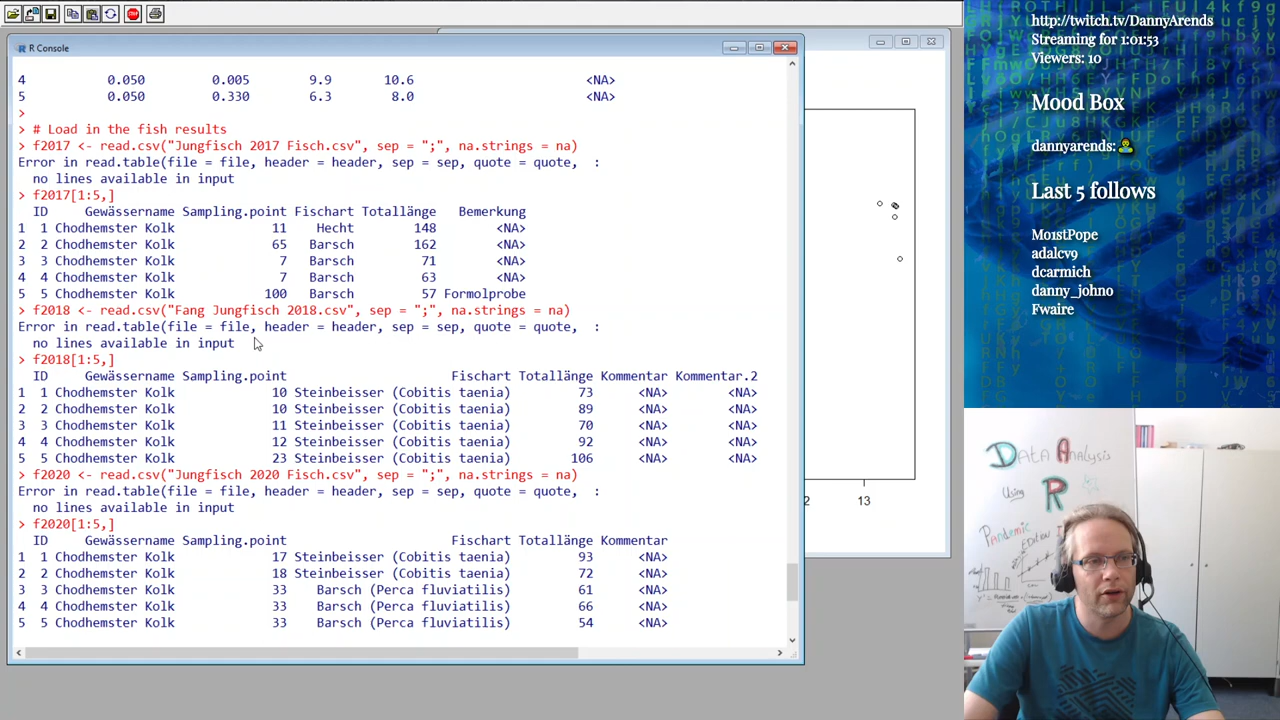 R Console
4 0.050 0.005 9.9 10.6 <NA>
5 0.050 0.330 6.3 8.0 <NA>
>
> # Load in the fish results
> f2017 <- read.csv("Jungfisch 2017 Fisch.csv", sep = ";", na.strings = na)
Error in read.table(file = file, header = header, sep = sep, quote = quote, :
no lines available in input
> f2017[1:5,]
ID Gewässername Sampling.point Fischart Totallänge Bemerkung
1 1 Chodhemster Kolk 11 Hecht 148 <NA>
2 2 Chodhemster Kolk 65 Barsch 162 <NA>
3 3 Chodhemster Kolk 7 Barsch 71 <NA>
4 4 Chodhemster Kolk 7 Barsch 63 <NA>
5 5 Chodhemster Kolk 100 Barsch 57 Formolprobe
> f2018 <- read.csv("Fang Jungfisch 2018.csv", sep = ";", na.strings = na)
Error in read.table(file = file, header = header, sep = sep, quote = quote, :
no lines available in input
> f2018[1:5,]
ID Gewässername Sampling.point Fischart Totallänge Kommentar Kommentar.2
1 1 Chodhemster Kolk 10 Steinbeisser (Cobitis taenia) 73 <NA> <NA>
2 2 Chodhemster Kolk 10 Steinbeisser (Cobitis taenia) 89 <NA> <NA>
3 3 Chodhemster Kolk 11 Steinbeisser (Cobitis taenia) 70 <NA> <NA>
4 4 Chodhemster Kolk 12 Steinbeisser (Cobitis taenia) 92 <NA> <NA>
5 5 Chodhemster Kolk 23 Steinbeisser (Cobitis taenia) 106 <NA> <NA>
> f2020 <- read.csv("Jungfisch 2020 Fisch.csv", sep = ";", na.strings = na)
Error in read.table(file = file, header = header, sep = sep, quote = quote, :
no lines available in input
> f2020[1:5,]
ID Gewässername Sampling.point Fischart Totallänge Kommentar
1 1 Chodhemster Kolk 17 Steinbeisser (Cobitis taenia) 93 <NA>
2 2 Chodhemster Kolk 18 Steinbeisser (Cobitis taenia) 72 <NA>
3 3 Chodhemster Kolk 33 Barsch (Perca fluviatilis) 61 <NA>
4 4 Chodhemster Kolk 33 Barsch (Perca fluviatilis) 66 <NA>
5 5 Chodhemster Kolk 33 Barsch (Perca fluviatilis) 54 <NA>
2 13
http://twitch.tv/DannyArends
Streaming for 1:01:53
Viewers: 10
Mood Box
dannyarends:
Last 5 follows
Mo1stPope
adalcv9
dcarmich
danny_johno
Fwaire
DATA ANALYSIS
Using R
Pandemic
EDITION